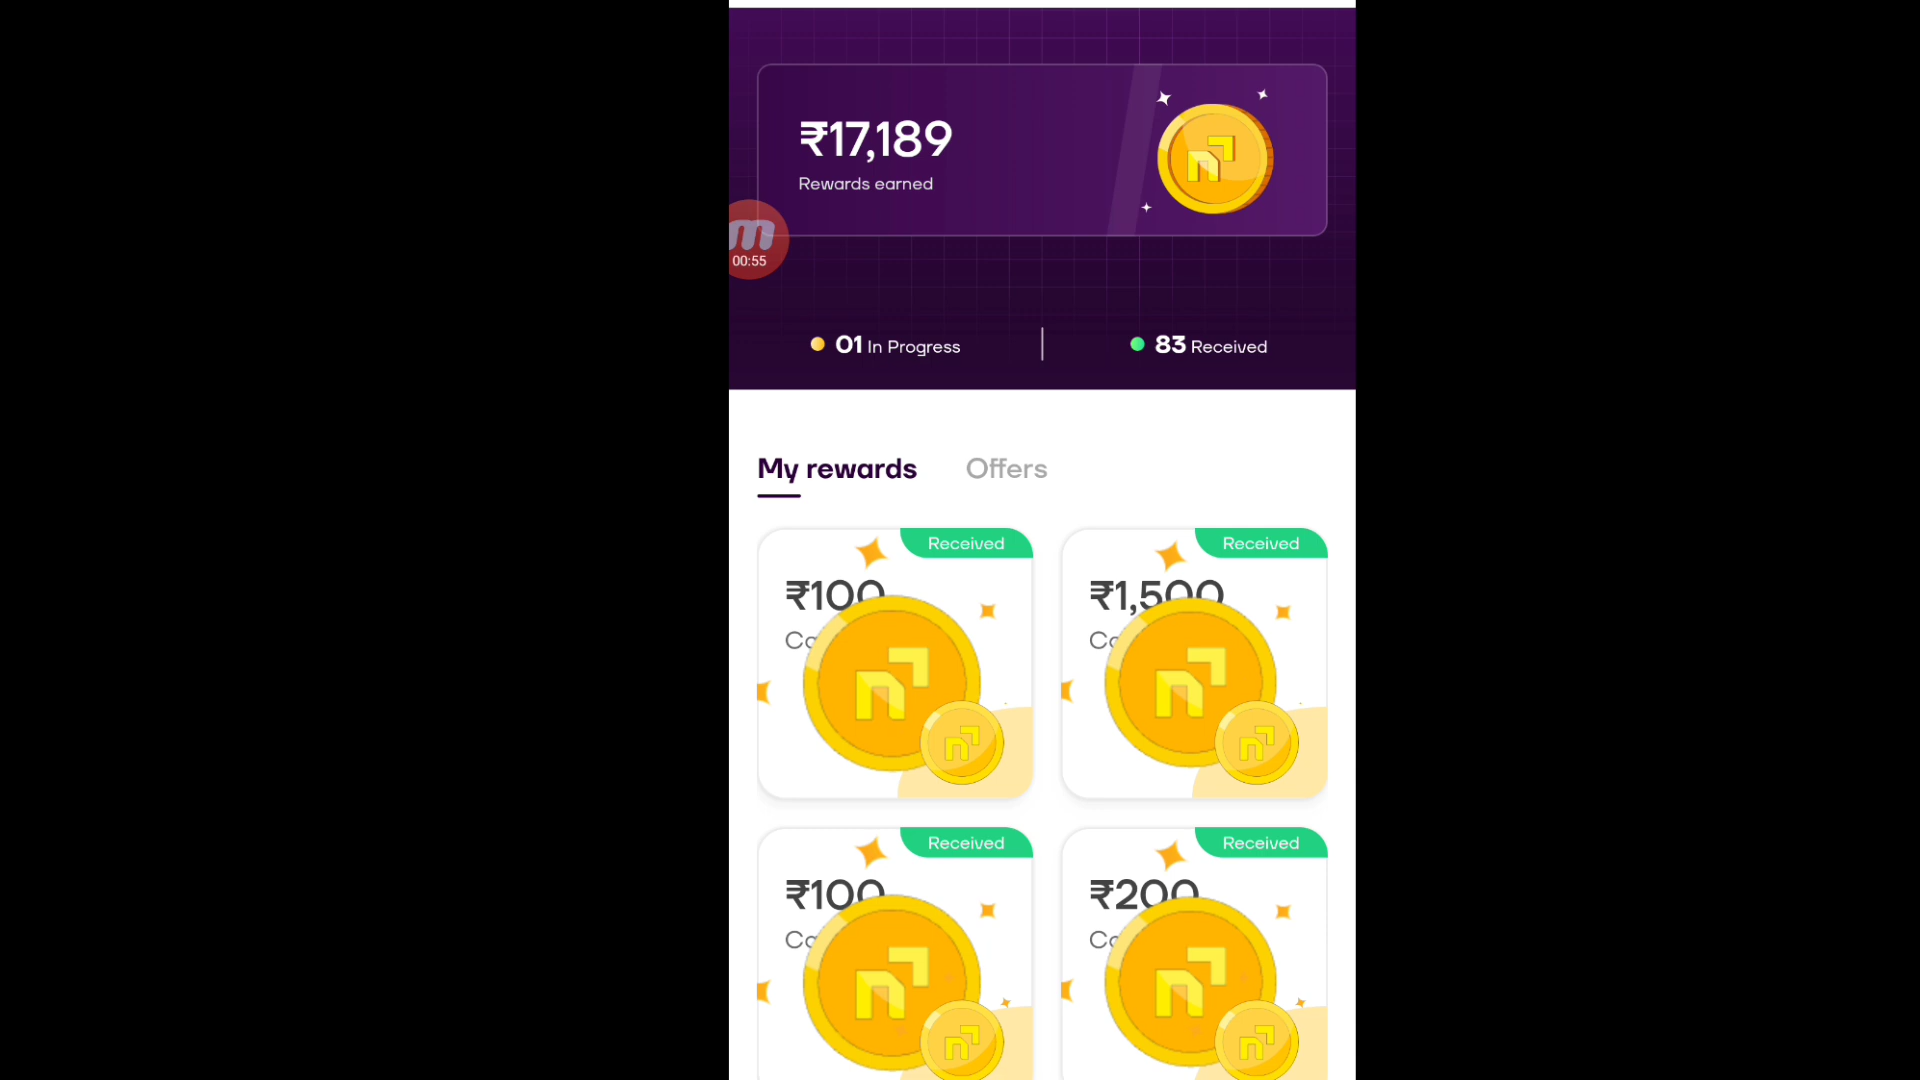 ₹17,189
Rewards earned
00:55
01 In Progress
83 Received
My rewards
Offers
Received
₹100
Received
₹1,500
Received
₹100
Received
₹200